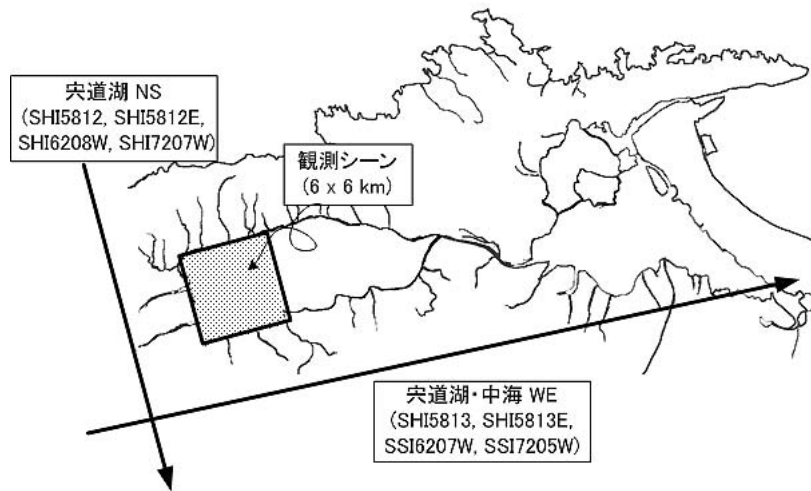 宍道湖 NS
(SHI5812, SHI5812E,
SHI6208W, SHI7207W)
観測シーン
(6 x 6 km)
宍道湖・中海 WE
(SHI5813, SHI5813E,
SSI6207W, SSI7205W)